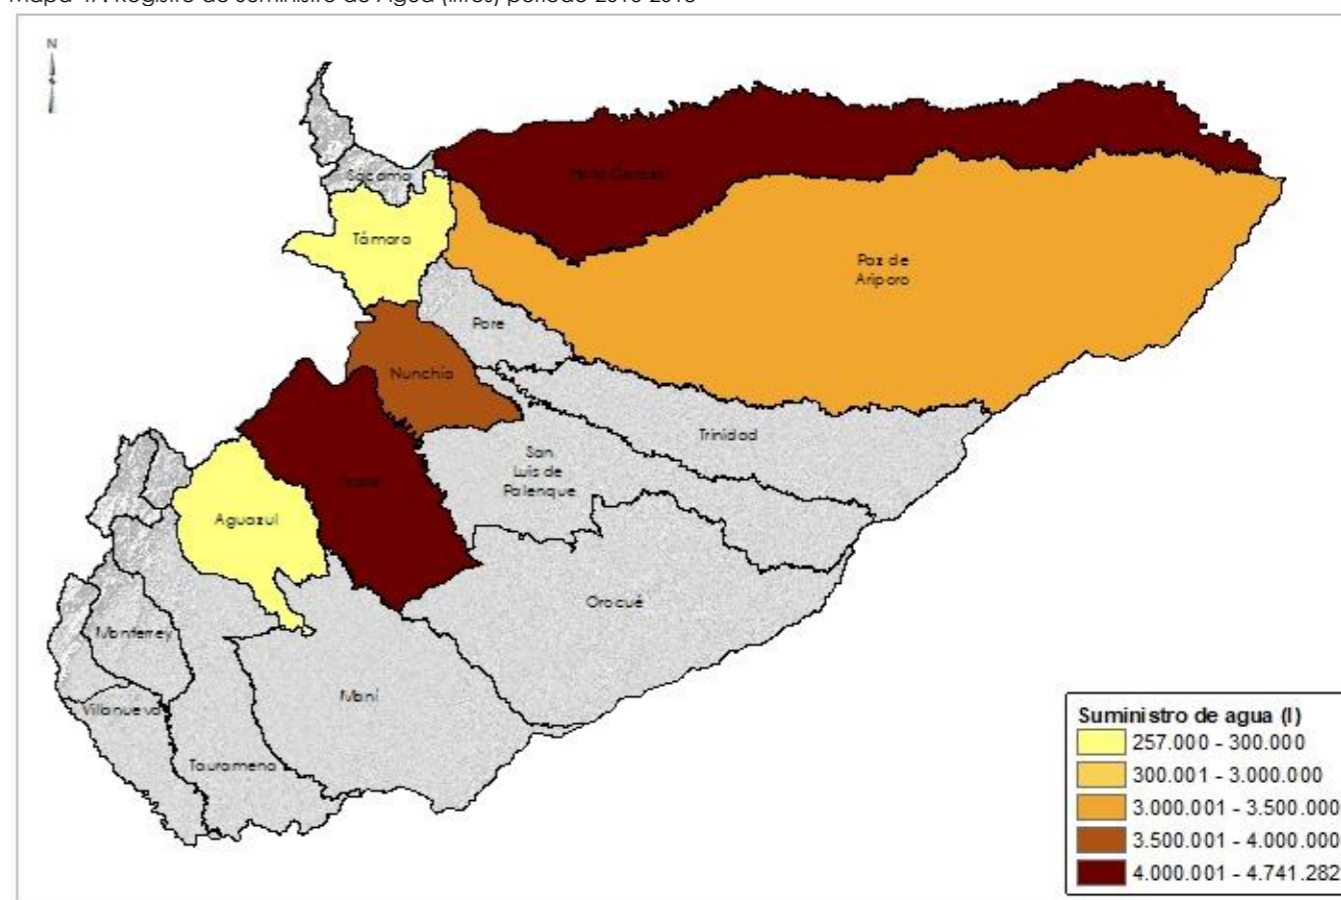 Mapa 47. Registro de Suministro de Agua (litros) periodo 2010-2018
N
Sácama
Hato Corozal
Támara
Paz de
Ariporo
Pore
Nunchía
Trinidad
San
Luis de
Palenque
Yopal
Aguazul
Orocué
Monterrey
Maní
Villanueva
Tauramena
Suministro de agua (l)
257.000 - 300.000
300.001 - 3.000.000
3.000.001 - 3.500.000
3.500.001 - 4.000.000
4.000.001 - 4.741.282